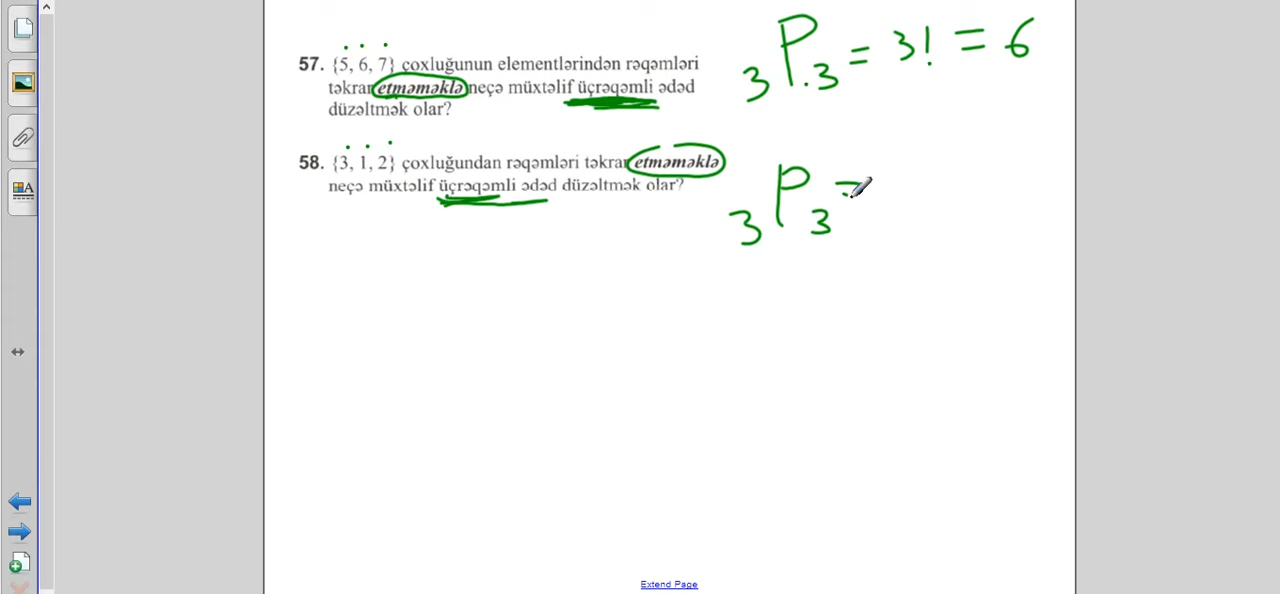 57. {5, 6, 7} çoxluğunun elementlərindən rəqəmləri
təkrar etməməklə neçə müxtəlif üçrəqəmli ədəd
düzəltmək olar?
₃P₃ = 3! = 6
58. {3, 1, 2} çoxluğundan rəqəmləri təkrar etməməklə
neçə müxtəlif üçrəqəmli ədəd düzəltmək olar?
₃P₃ =
Extend Page